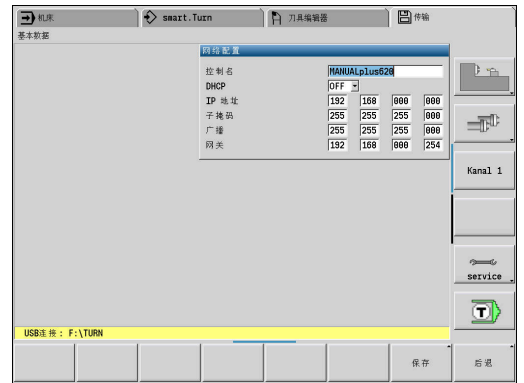 机床 smart.Turn 刀具编辑器 传输
基本数据
网络配置
控制名 MANUALplus620
DHCP OFF
IP 地址 192 168 000 000
子掩码 255 255 255 000
广播 255 255 255 000
网关 192 168 000 254
Kanal 1
service
T
USB连接: F:\TURN
保存 后退